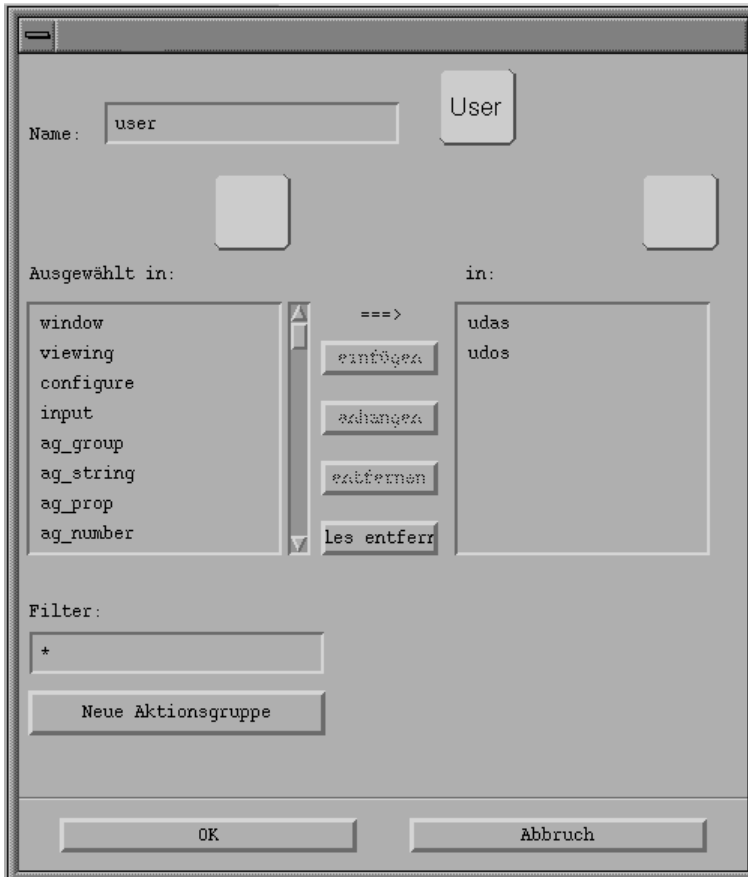 User
Name:
user
Ausgewählt in:
in:
window
viewing
configure
input
ag_group
ag_string
ag_prop
ag_number
===>
einfügen
anhangen
entfernen
les entferr
udas
udos
Filter:
*
Neue Aktionsgruppe
OK
Abbruch